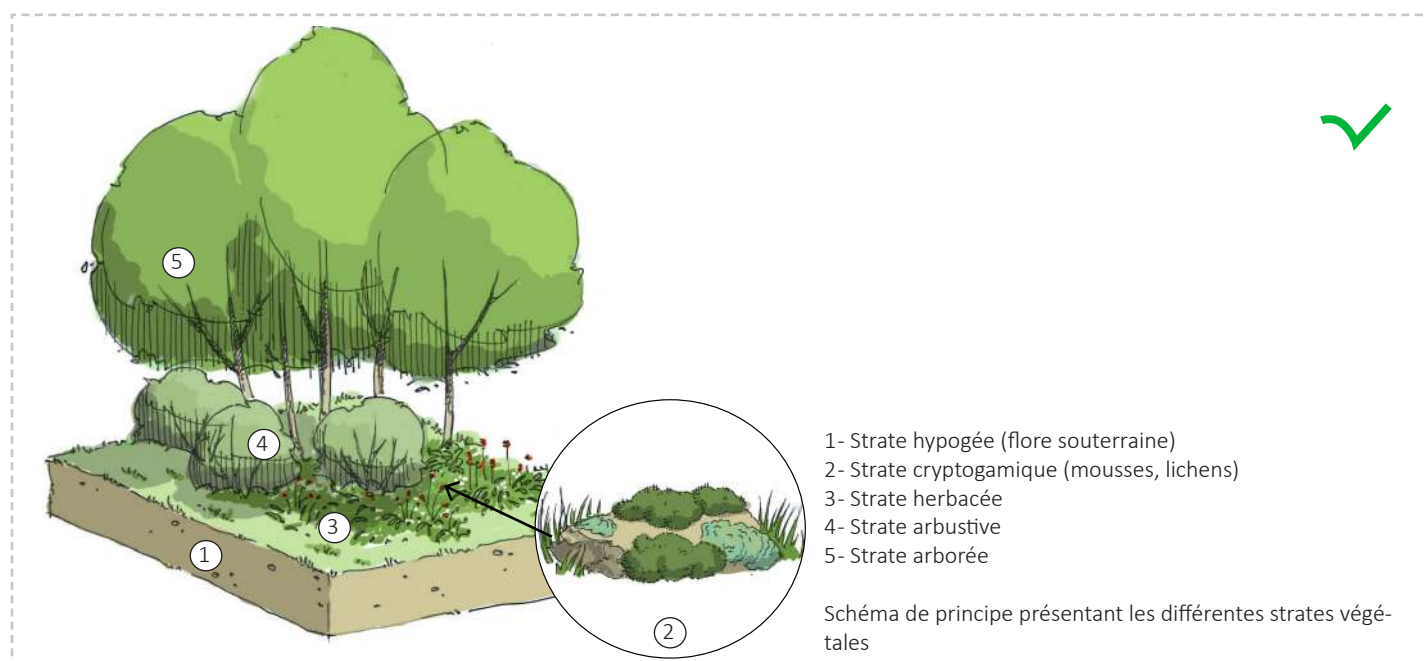 5
4
3
1
2
1- Strate hypogée (flore souterraine)
2- Strate cryptogamique (mousses, lichens)
3- Strate herbacée
4- Strate arbustive
5- Strate arborée
Schéma de principe présentant les différentes strates végé-
tales